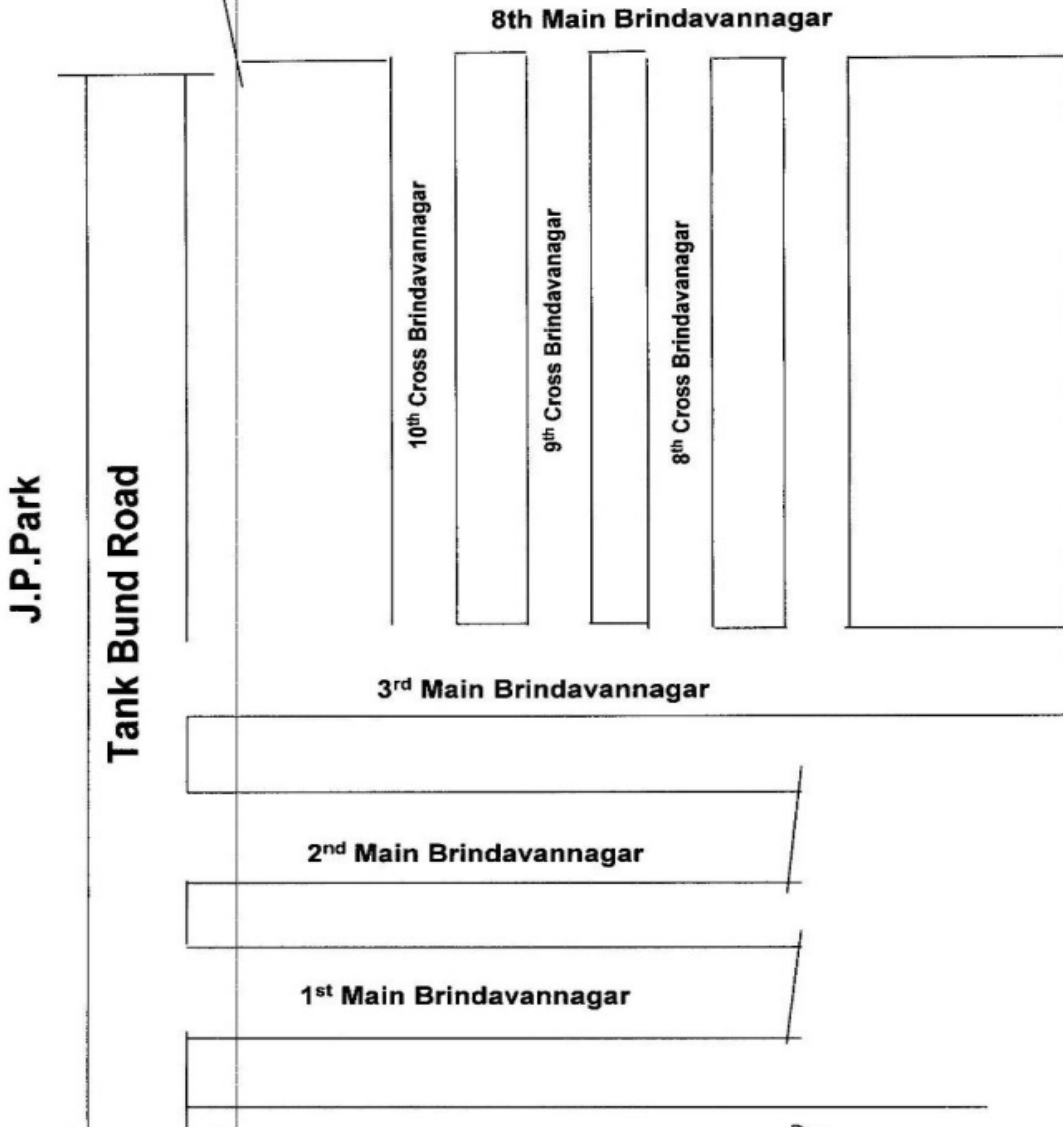 8th Main Brindavannagar
10th Cross Brindavannagar
9th Cross Brindavanagar
8th Cross Brindavanagar
J.P.Park
Tank Bund Road
3rd Main Brindavannagar
2nd Main Brindavannagar
1st Main Brindavannagar